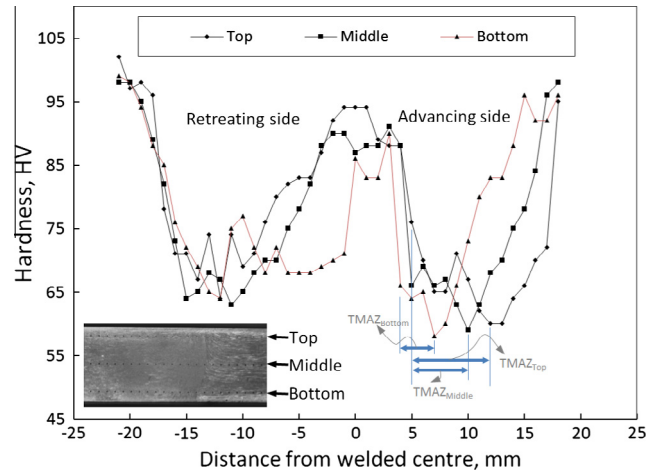 Top Middle Bottom
105
95
85
75
65
55
45
Hardness, HV
Retreating side
Advancing side
TMAZBottom
TMAZTop
TMAZMiddle
Top
Middle
Bottom
-25 -20 -15 -10 -5 0 5 10 15 20 25
Distance from welded centre, mm